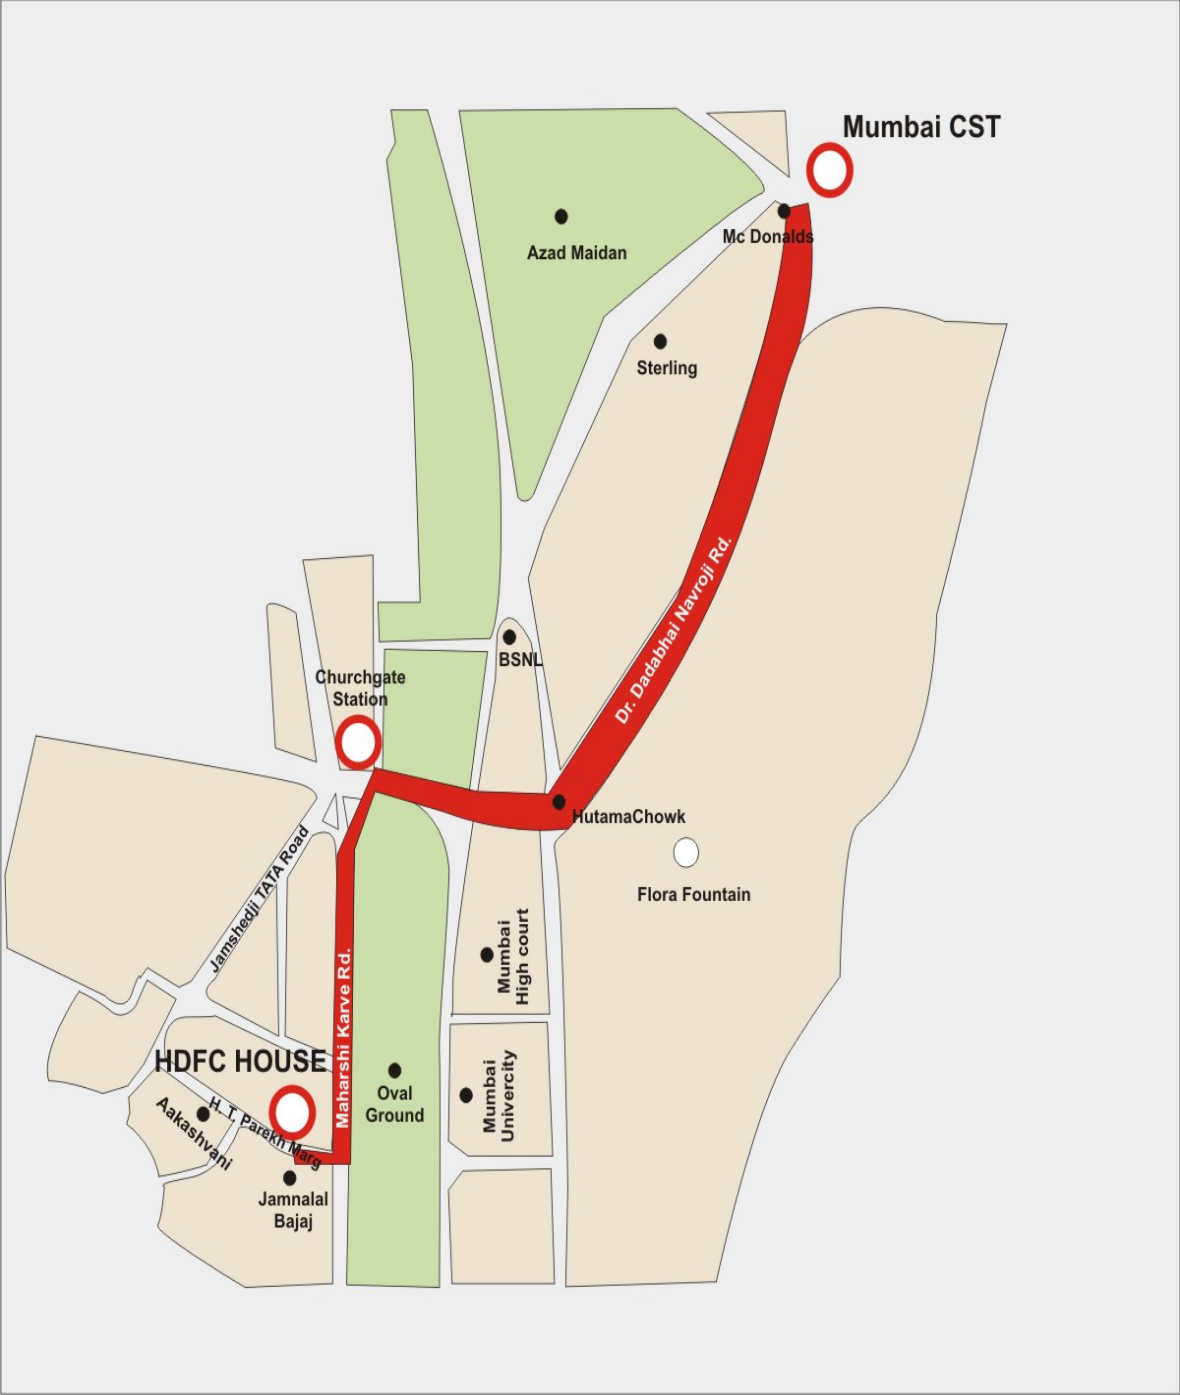 Mumbai CST
Mc Donalds
Azad Maidan
Sterling
Dr. Dadabhai Navroji Rd.
BSNL
Churchgate
Station
HutamaChowk
Flora Fountain
Jamshedji TATA Road
Mumbai
High court
Maharshi Karve Rd.
HDFC HOUSE
Mumbai
Univercity
Oval
Ground
H. T. Parekh Marg
Aakashvani
Jamnalal
Bajaj